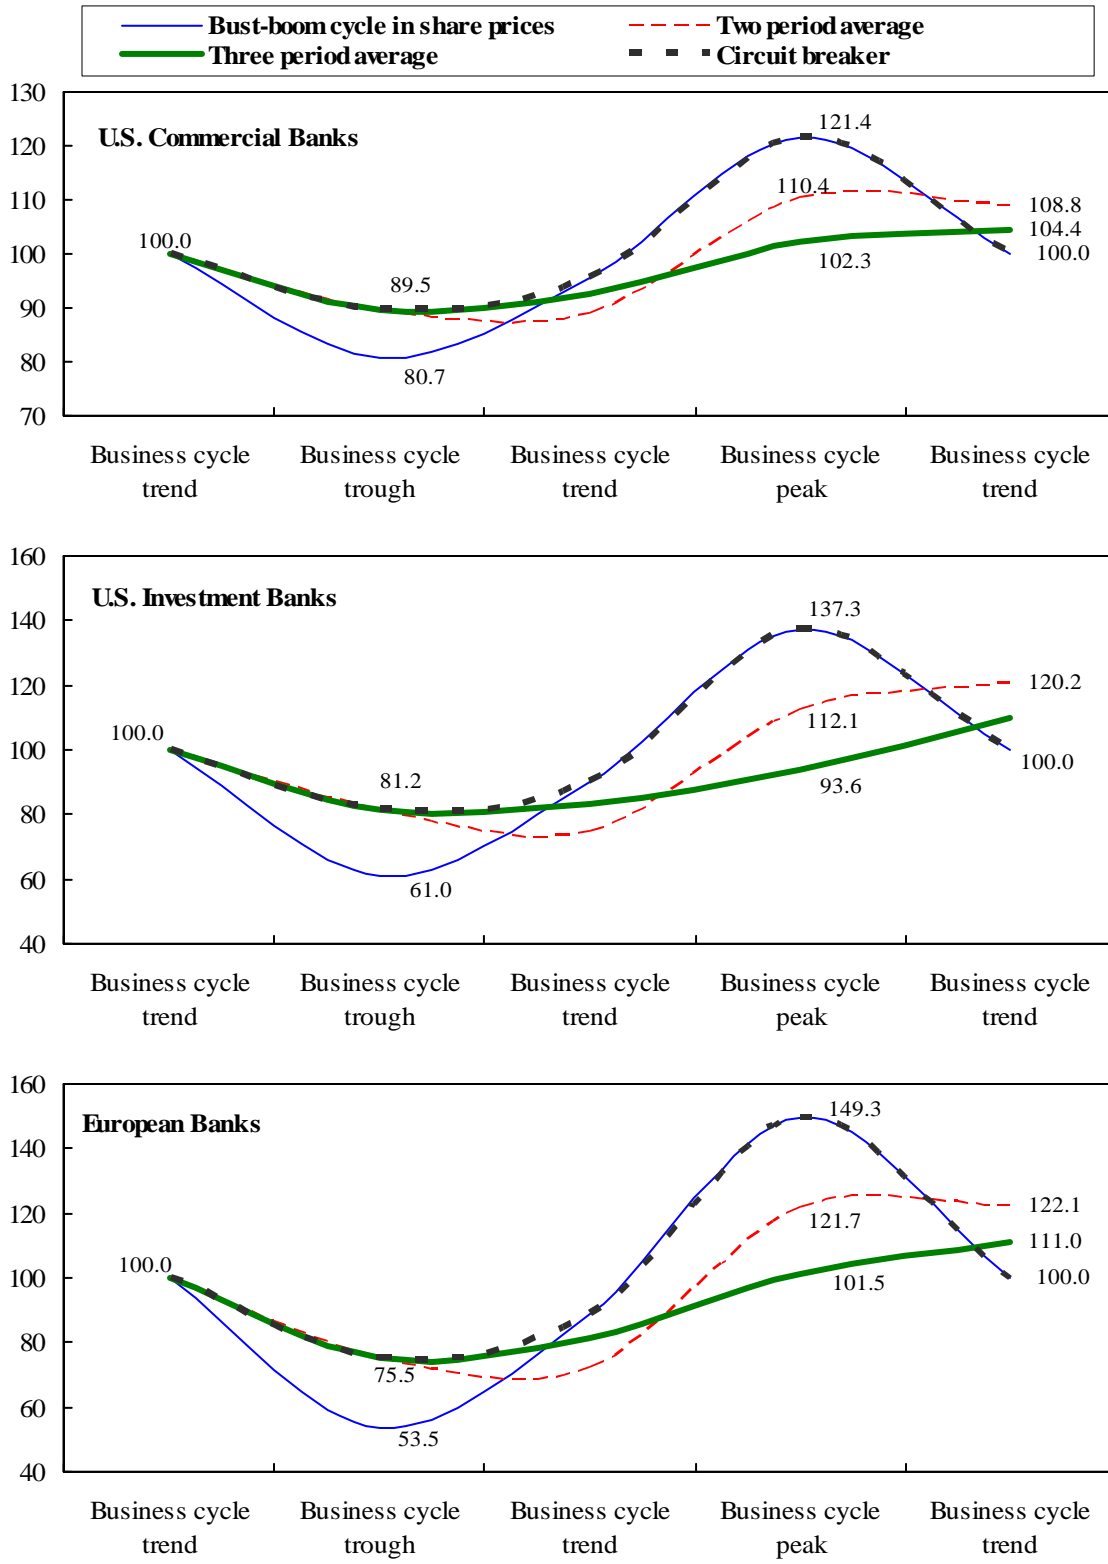 Bust-boom cycle in share prices
Two period average
Three period average
Circuit breaker
130
120
110
100
90
80
70
U.S. Commercial Banks
100.0
89.5
80.7
121.4
110.4
102.3
108.8
104.4
100.0
Business cycle trend
Business cycle trough
Business cycle trend
Business cycle peak
Business cycle trend
160
140
120
100
80
60
40
U.S. Investment Banks
100.0
81.2
61.0
137.3
112.1
93.6
120.2
100.0
Business cycle trend
Business cycle trough
Business cycle trend
Business cycle peak
Business cycle trend
160
140
120
100
80
60
40
European Banks
100.0
75.5
53.5
149.3
121.7
101.5
122.1
111.0
100.0
Business cycle trend
Business cycle trough
Business cycle trend
Business cycle peak
Business cycle trend